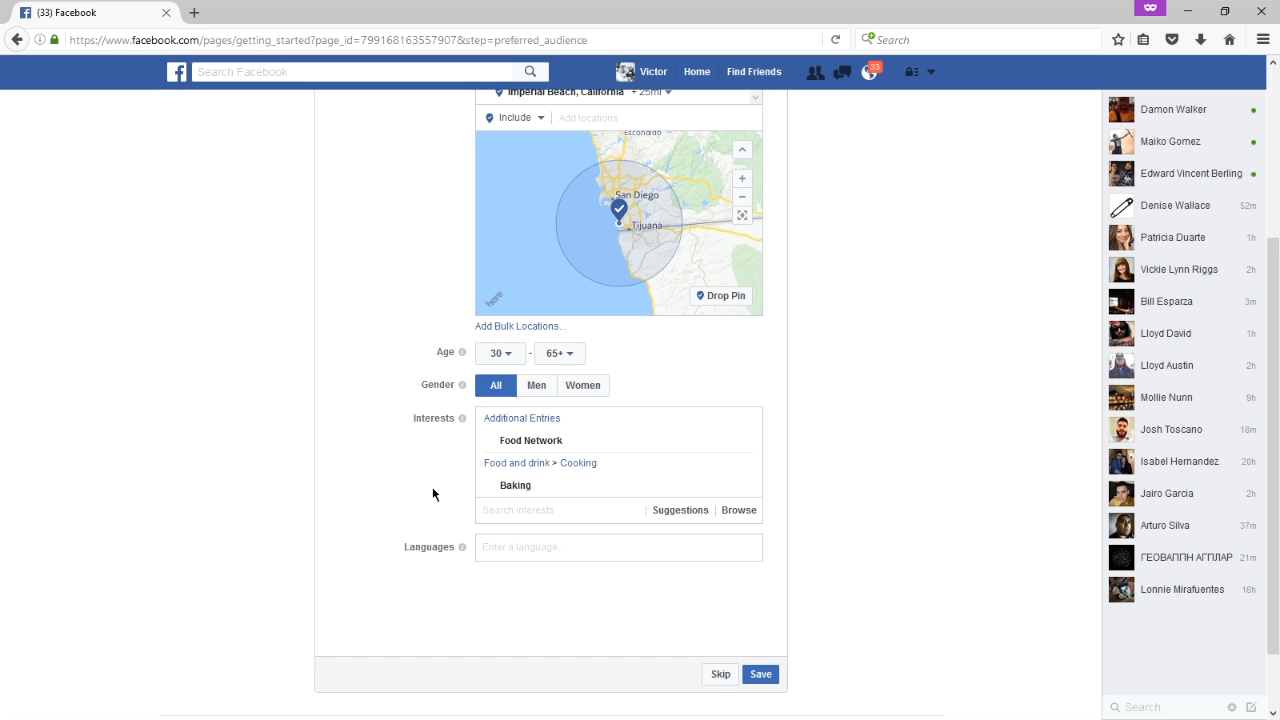 (33) Facebook
https://www.facebook.com/pages/getting_started?page_id=799168163557907&step=preferred_audience
Search
Search Facebook
Victor
Home
Find Friends
33
Imperial Beach, California + 25mi
Include
Add locations
Escondido
San Diego
Tijuana
here
Drop Pin
Add Bulk Locations...
Age
30 - 65+
Gender
All Men Women
Interests
Additional Entries
Food Network
Food and drink > Cooking
Baking
Search interests
Suggestions
Browse
Languages
Enter a language...
Skip
Save
Damon Walker
Maiko Gomez
Edward Vincent Berling
Denise Wallace 52m
Patricia Duarte 1h
Vickie Lynn Riggs 2h
Bill Esparza 3m
Lloyd David 1h
Lloyd Austin 2h
Mollie Nunn 9h
Josh Toscano 18m
Isabel Hernandez 20h
Jairo Garcia 2h
Arturo Silva 37m
21m
Lonnie Mirafuentes 16h
Search